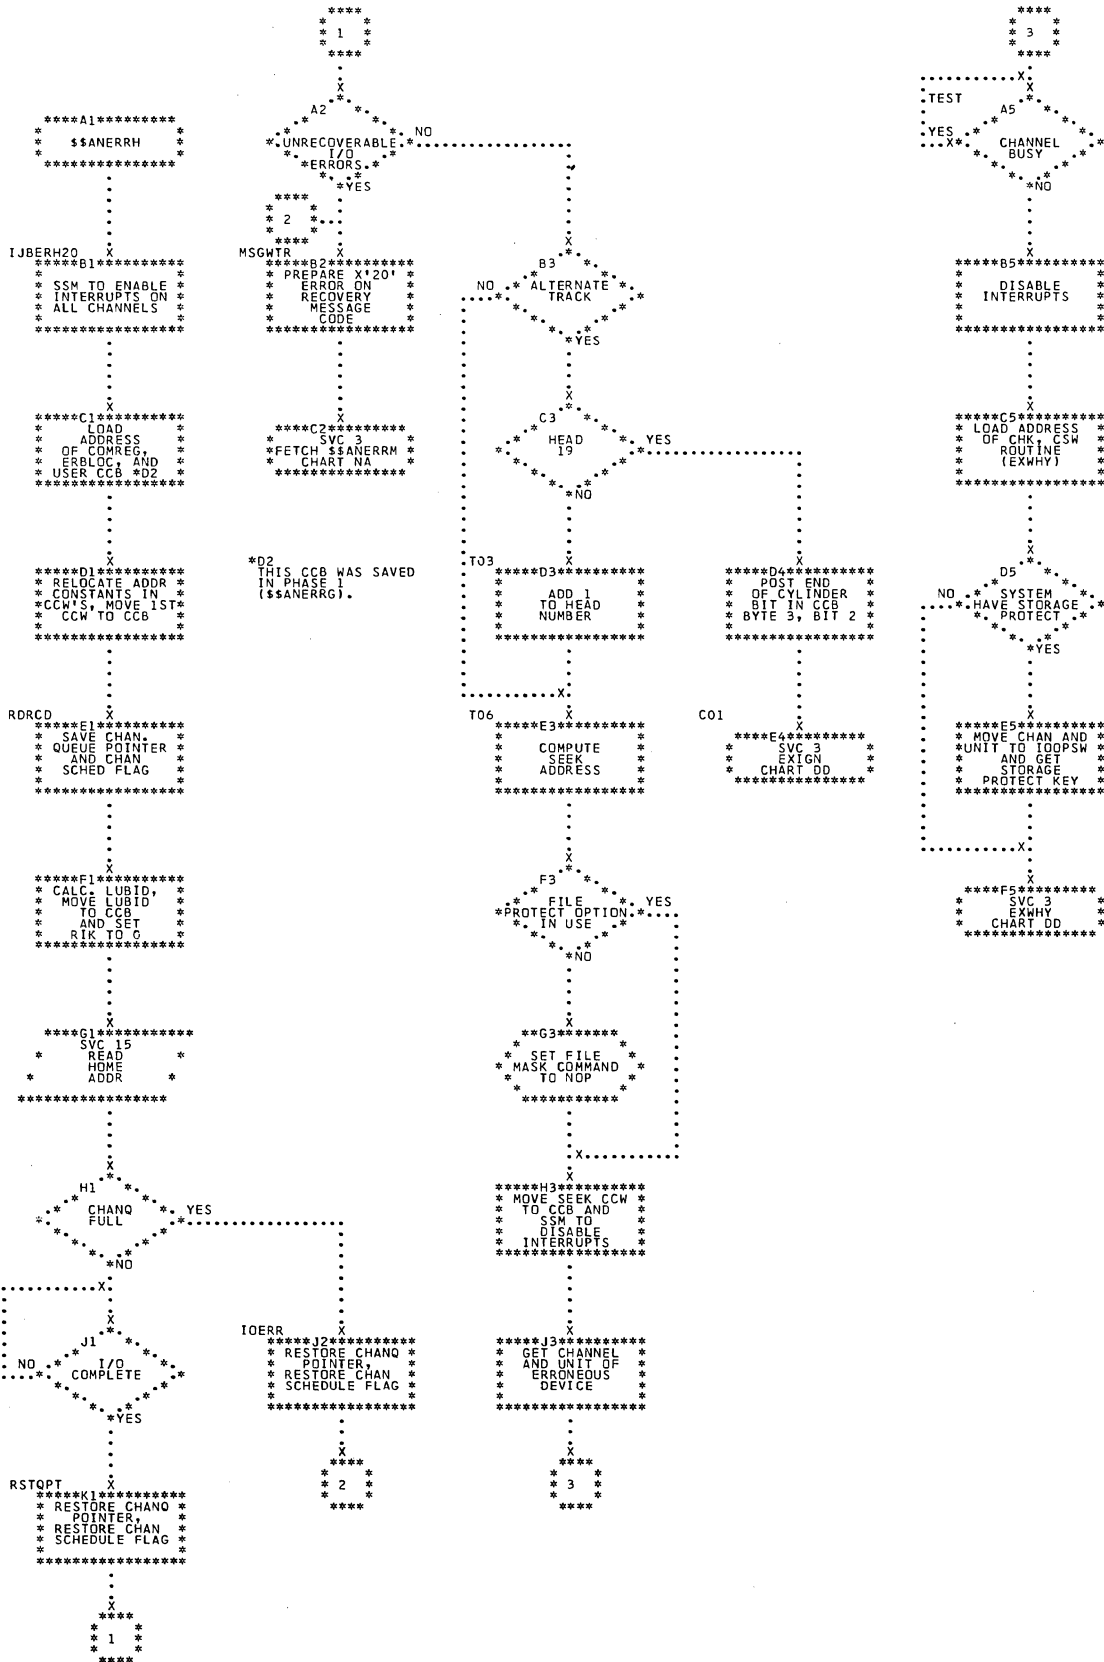 1
A2
UNRECOVERABLE
I/O
ERRORS
NO
YES
2
3
TEST
A5
YES
CHANNEL
BUSY
NO
A1
$$ANERRH
IJBERH20
B1
SSM TO ENABLE
INTERRUPTS ON
ALL CHANNELS
MSGWTR
B2
PREPARE X'20'
ERROR ON
RECOVERY
MESSAGE
CODE
B3
NO
ALTERNATE
TRACK
YES
B5
DISABLE
INTERRUPTS
C1
LOAD
ADDRESS
OF COMREG,
ERBLOC, AND
USER CCB *D2
C2
SVC 3
FETCH $$ANERRM
CHART NA
C3
HEAD
19
YES
NO
C5
LOAD ADDRESS
OF CHK, CSW
ROUTINE
(EXWHY)
D1
RELOCATE ADDR
CONSTANTS IN
CCW'S, MOVE 1ST
CCW TO CCB
*D2
THIS CCB WAS SAVED
IN PHASE 1
($$ANERRG).
T03
D3
ADD 1
TO HEAD
NUMBER
D4
POST END
OF CYLINDER
BIT IN CCB
BYTE 3, BIT 2
D5
NO
SYSTEM
HAVE STORAGE
PROTECT
YES
RDRCD
E1
SAVE CHAN.
QUEUE POINTER
AND CHAN
SCHED FLAG
T06
E3
COMPUTE
SEEK
ADDRESS
C01
E4
SVC 3
EXIGN
CHART DD
E5
MOVE CHAN AND
UNIT TO IOOPSW
AND GET
STORAGE
PROTECT KEY
F1
CALC. LUBID,
MOVE LUBID
TO CCB
AND SET
RIK TO 0
F3
FILE
PROTECT OPTION
IN USE
YES
NO
F5
SVC 3
EXWHY
CHART DD
G1
SVC 15
READ
HOME
ADDR
G3
SET FILE
MASK COMMAND
TO NOP
H1
CHANQ
FULL
YES
NO
H3
MOVE SEEK CCW
TO CCB AND
SSM TO
DISABLE
INTERRUPTS
J1
NO
I/O
COMPLETE
YES
IOERR
J2
RESTORE CHANQ
POINTER,
RESTORE CHAN
SCHEDULE FLAG
J3
GET CHANNEL
AND UNIT OF
ERRONEOUS
DEVICE
2
3
RSTQPT
K1
RESTORE CHANQ
POINTER,
RESTORE CHAN
SCHEDULE FLAG
1